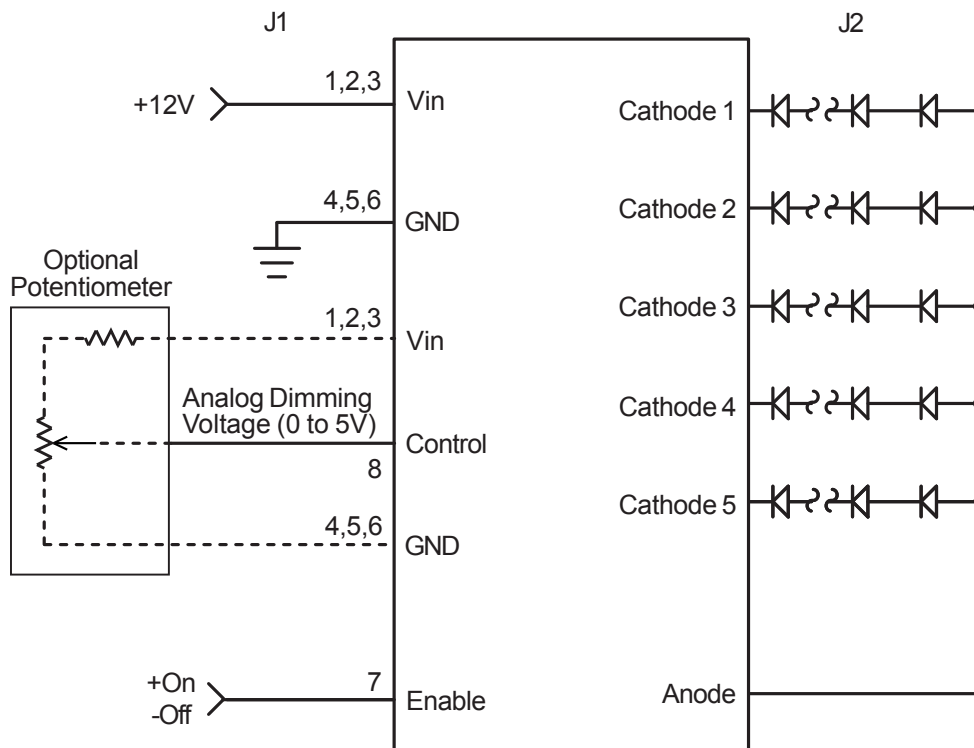 J1
J2
1,2,3
+12V
Vin
Cathode 1
4,5,6
GND
Cathode 2
Optional
Potentiometer
1,2,3
Vin
Cathode 3
Analog Dimming
Voltage (0 to 5V)
Control
8
Cathode 4
4,5,6
GND
Cathode 5
+On
-Off
7
Enable
Anode